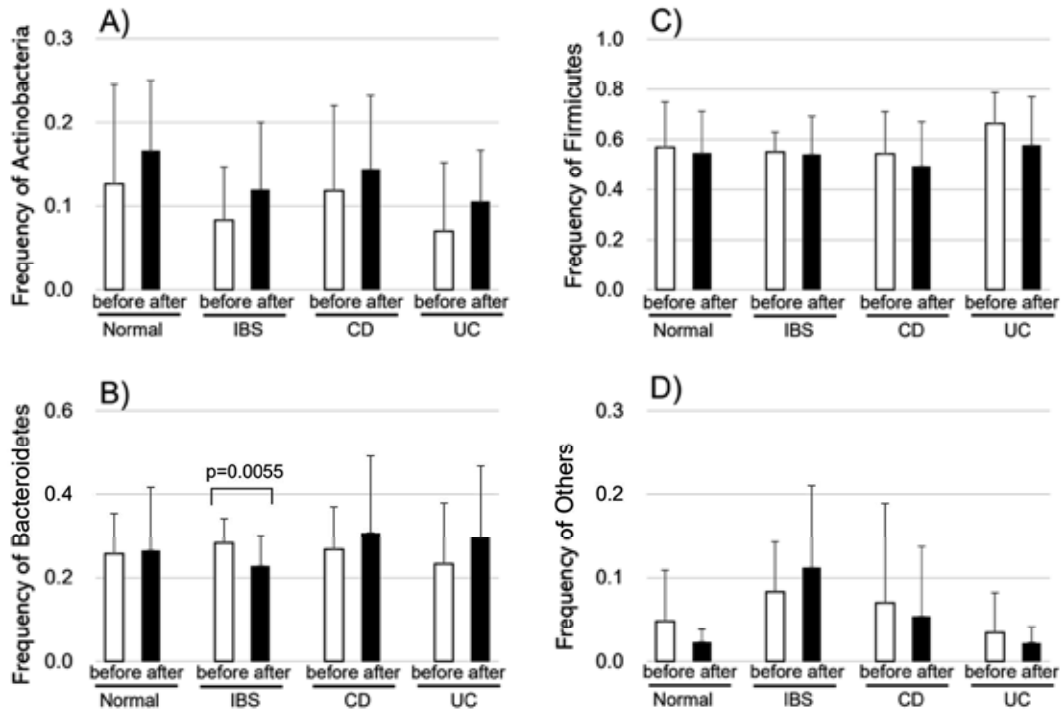 A)
Frequency of Actinobacteria
0.3
0.2
0.1
0.0
before after before after before after before after
Normal IBS CD UC
C)
Frequency of Firmicutes
1.0
0.8
0.6
0.4
0.2
0.0
before after before after before after before after
Normal IBS CD UC
B)
Frequency of Bacteroidetes
0.6
0.4
0.2
0.0
p=0.0055
before after before after before after before after
Normal IBS CD UC
D)
Frequency of Others
0.3
0.2
0.1
0.0
before after before after before after before after
Normal IBS CD UC